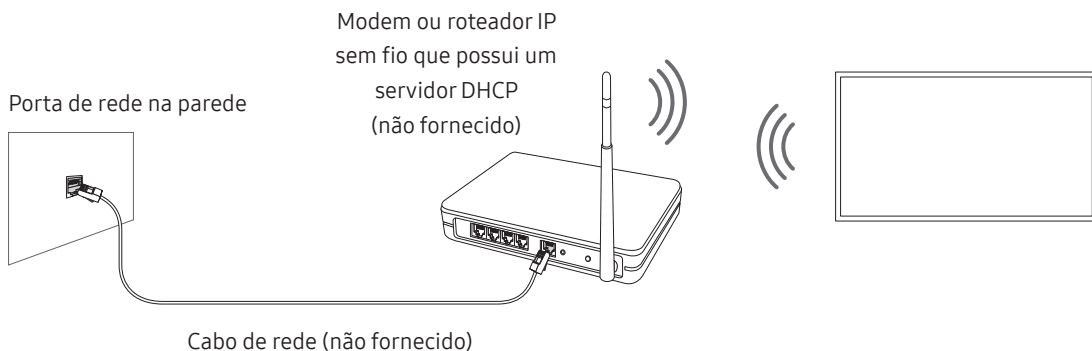 Modem ou roteador IP
sem fio que possui um
servidor DHCP
(não fornecido)
Porta de rede na parede
Cabo de rede (não fornecido)